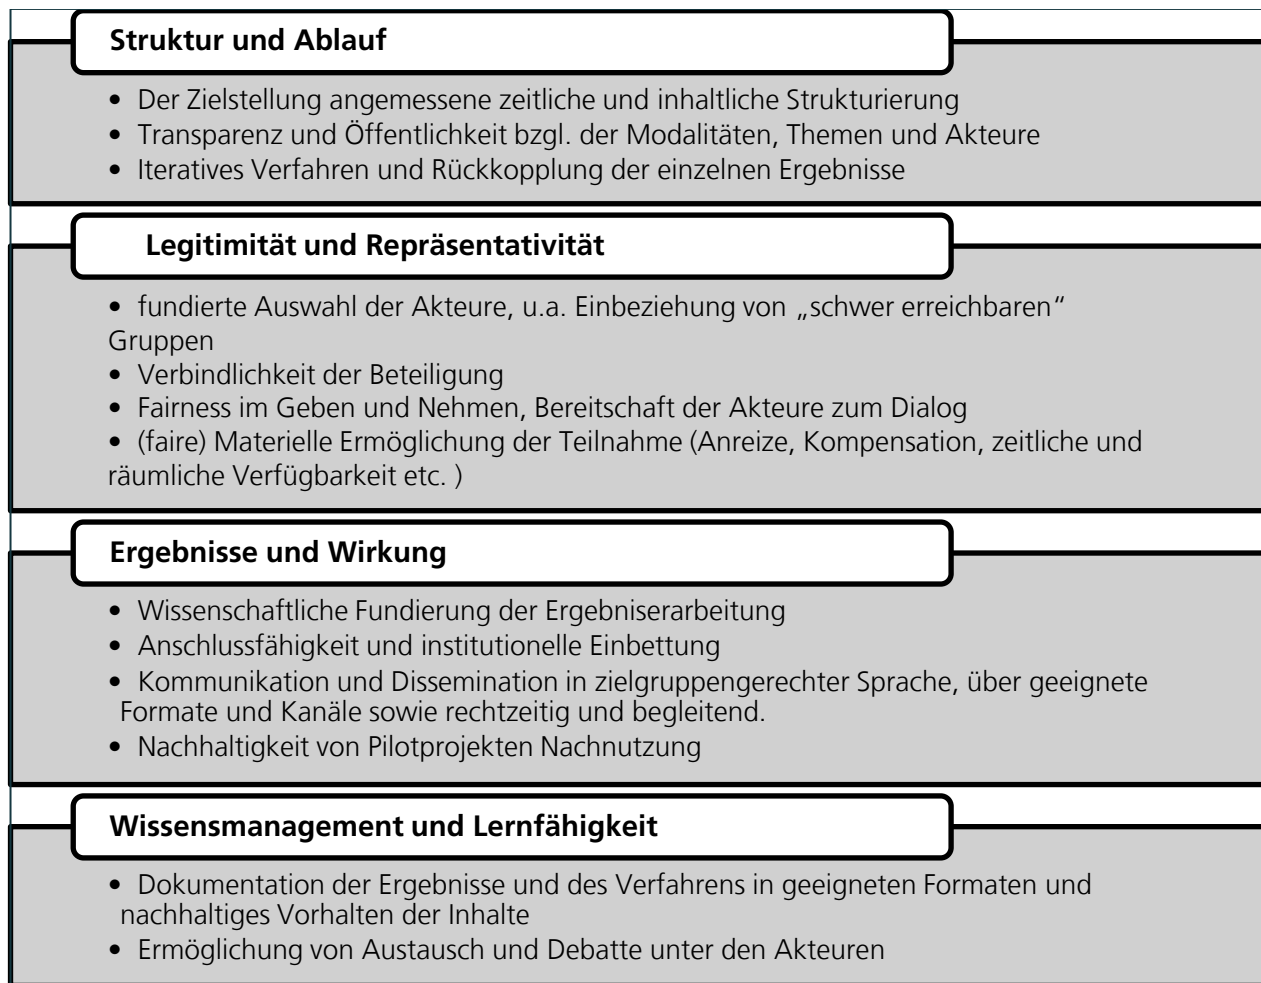 Struktur und Ablauf
• Der Zielstellung angemessene zeitliche und inhaltliche Strukturierung
• Transparenz und Öffentlichkeit bzgl. der Modalitäten, Themen und Akteure
• Iteratives Verfahren und Rückkopplung der einzelnen Ergebnisse
Legitimität und Repräsentativität
• fundierte Auswahl der Akteure, u.a. Einbeziehung von „schwer erreichbaren“
Gruppen
• Verbindlichkeit der Beteiligung
• Fairness im Geben und Nehmen, Bereitschaft der Akteure zum Dialog
• (faire) Materielle Ermöglichung der Teilnahme (Anreize, Kompensation, zeitliche und
räumliche Verfügbarkeit etc. )
Ergebnisse und Wirkung
• Wissenschaftliche Fundierung der Ergebniserarbeitung
• Anschlussfähigkeit und institutionelle Einbettung
• Kommunikation und Dissemination in zielgruppengerechter Sprache, über geeignete
Formate und Kanäle sowie rechtzeitig und begleitend.
• Nachhaltigkeit von Pilotprojekten Nachnutzung
Wissensmanagement und Lernfähigkeit
• Dokumentation der Ergebnisse und des Verfahrens in geeigneten Formaten und
nachhaltiges Vorhalten der Inhalte
• Ermöglichung von Austausch und Debatte unter den Akteuren